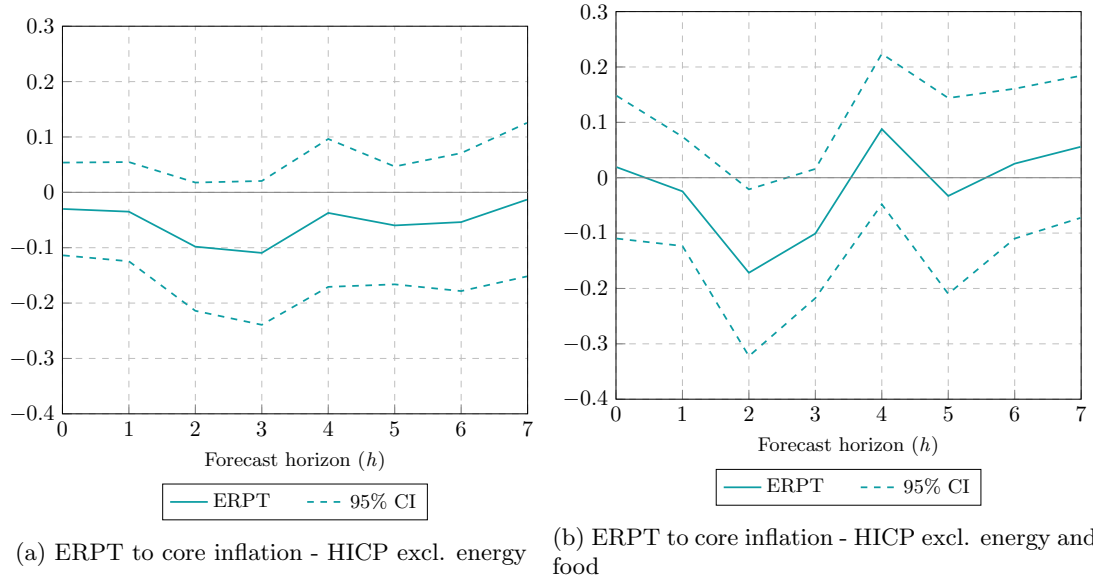 0.3
0.2
0.1
0
−0.1
−0.2
−0.3
−0.4
0 1 2 3 4 5 6 7
Forecast horizon (h)
ERPT 95% CI
(a) ERPT to core inflation - HICP excl. energy
0.3
0.2
0.1
0
−0.1
−0.2
−0.3
−0.4
0 1 2 3 4 5 6 7
Forecast horizon (h)
ERPT 95% CI
(b) ERPT to core inflation - HICP excl. energy and
food